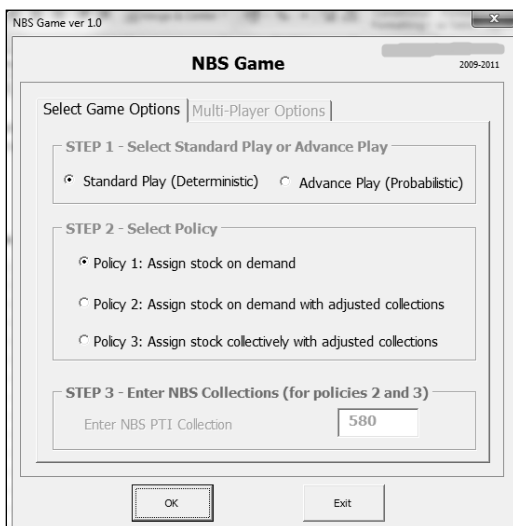 NBS Game ver 1.0
x
NBS Game
2009-2011
Select Game Options
Multi-Player Options
STEP 1 - Select Standard Play or Advance Play
Standard Play (Deterministic)
Advance Play (Probabilistic)
STEP 2 - Select Policy
Policy 1: Assign stock on demand
Policy 2: Assign stock on demand with adjusted collections
Policy 3: Assign stock collectively with adjusted collections
STEP 3 - Enter NBS Collections (for policies 2 and 3)
Enter NBS PTI Collection
580
OK
Exit